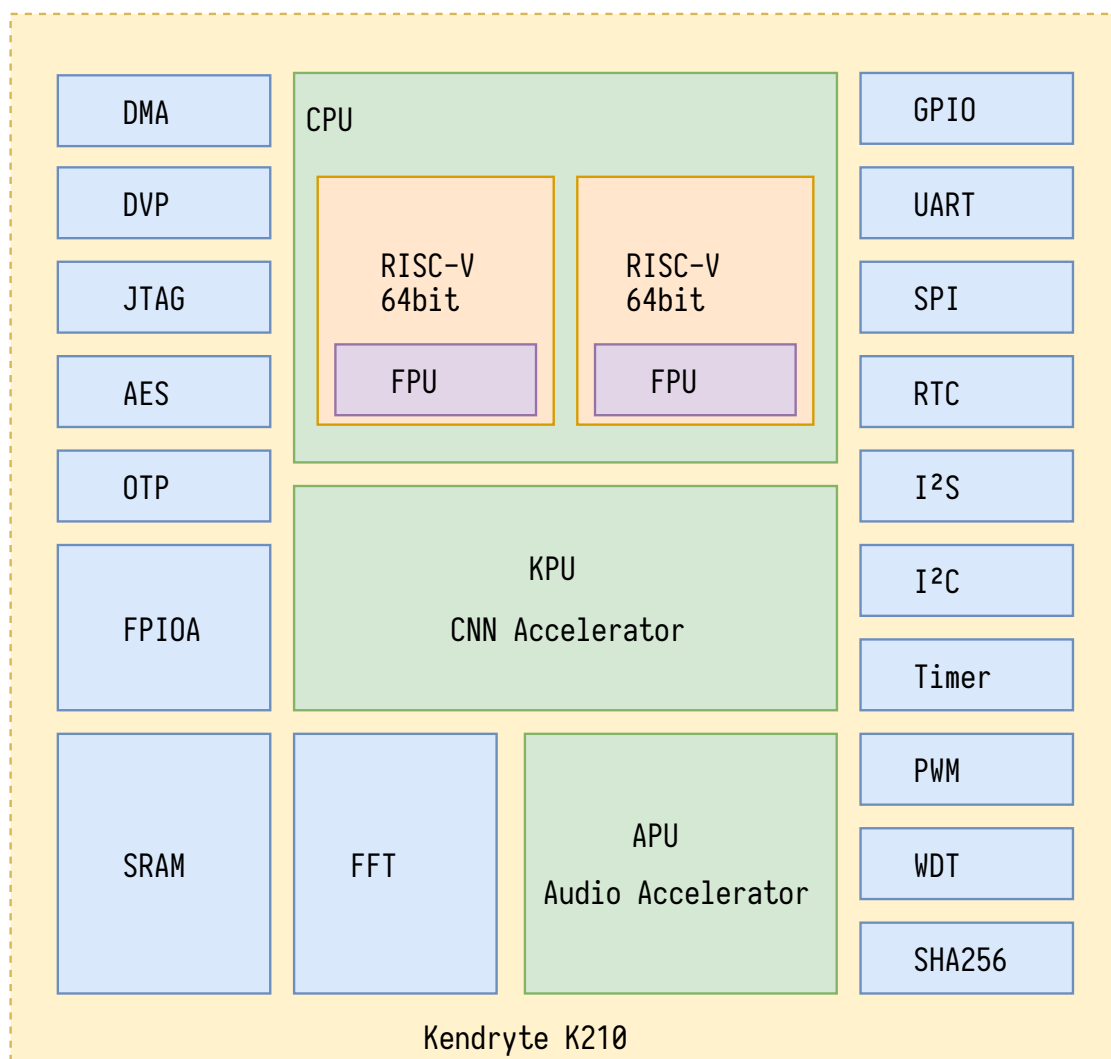 DMA
DVP
JTAG
AES
OTP
FPIOA
SRAM
CPU
RISC-V
64bit
FPU
RISC-V
64bit
FPU
KPU
CNN Accelerator
FFT
APU
Audio Accelerator
GPIO
UART
SPI
RTC
I²S
I²C
Timer
PWM
WDT
SHA256
Kendryte K210